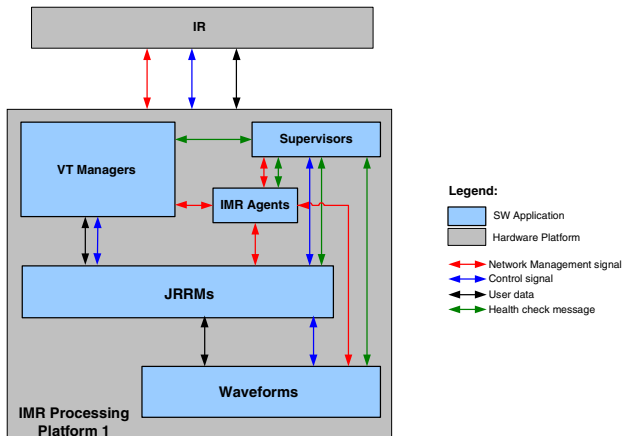 IR
VT Managers
Supervisors
IMR Agents
JRRMs
Waveforms
IMR Processing
Platform 1
Legend:
SW Application
Hardware Platform
Network Management signal
Control signal
User data
Health check message